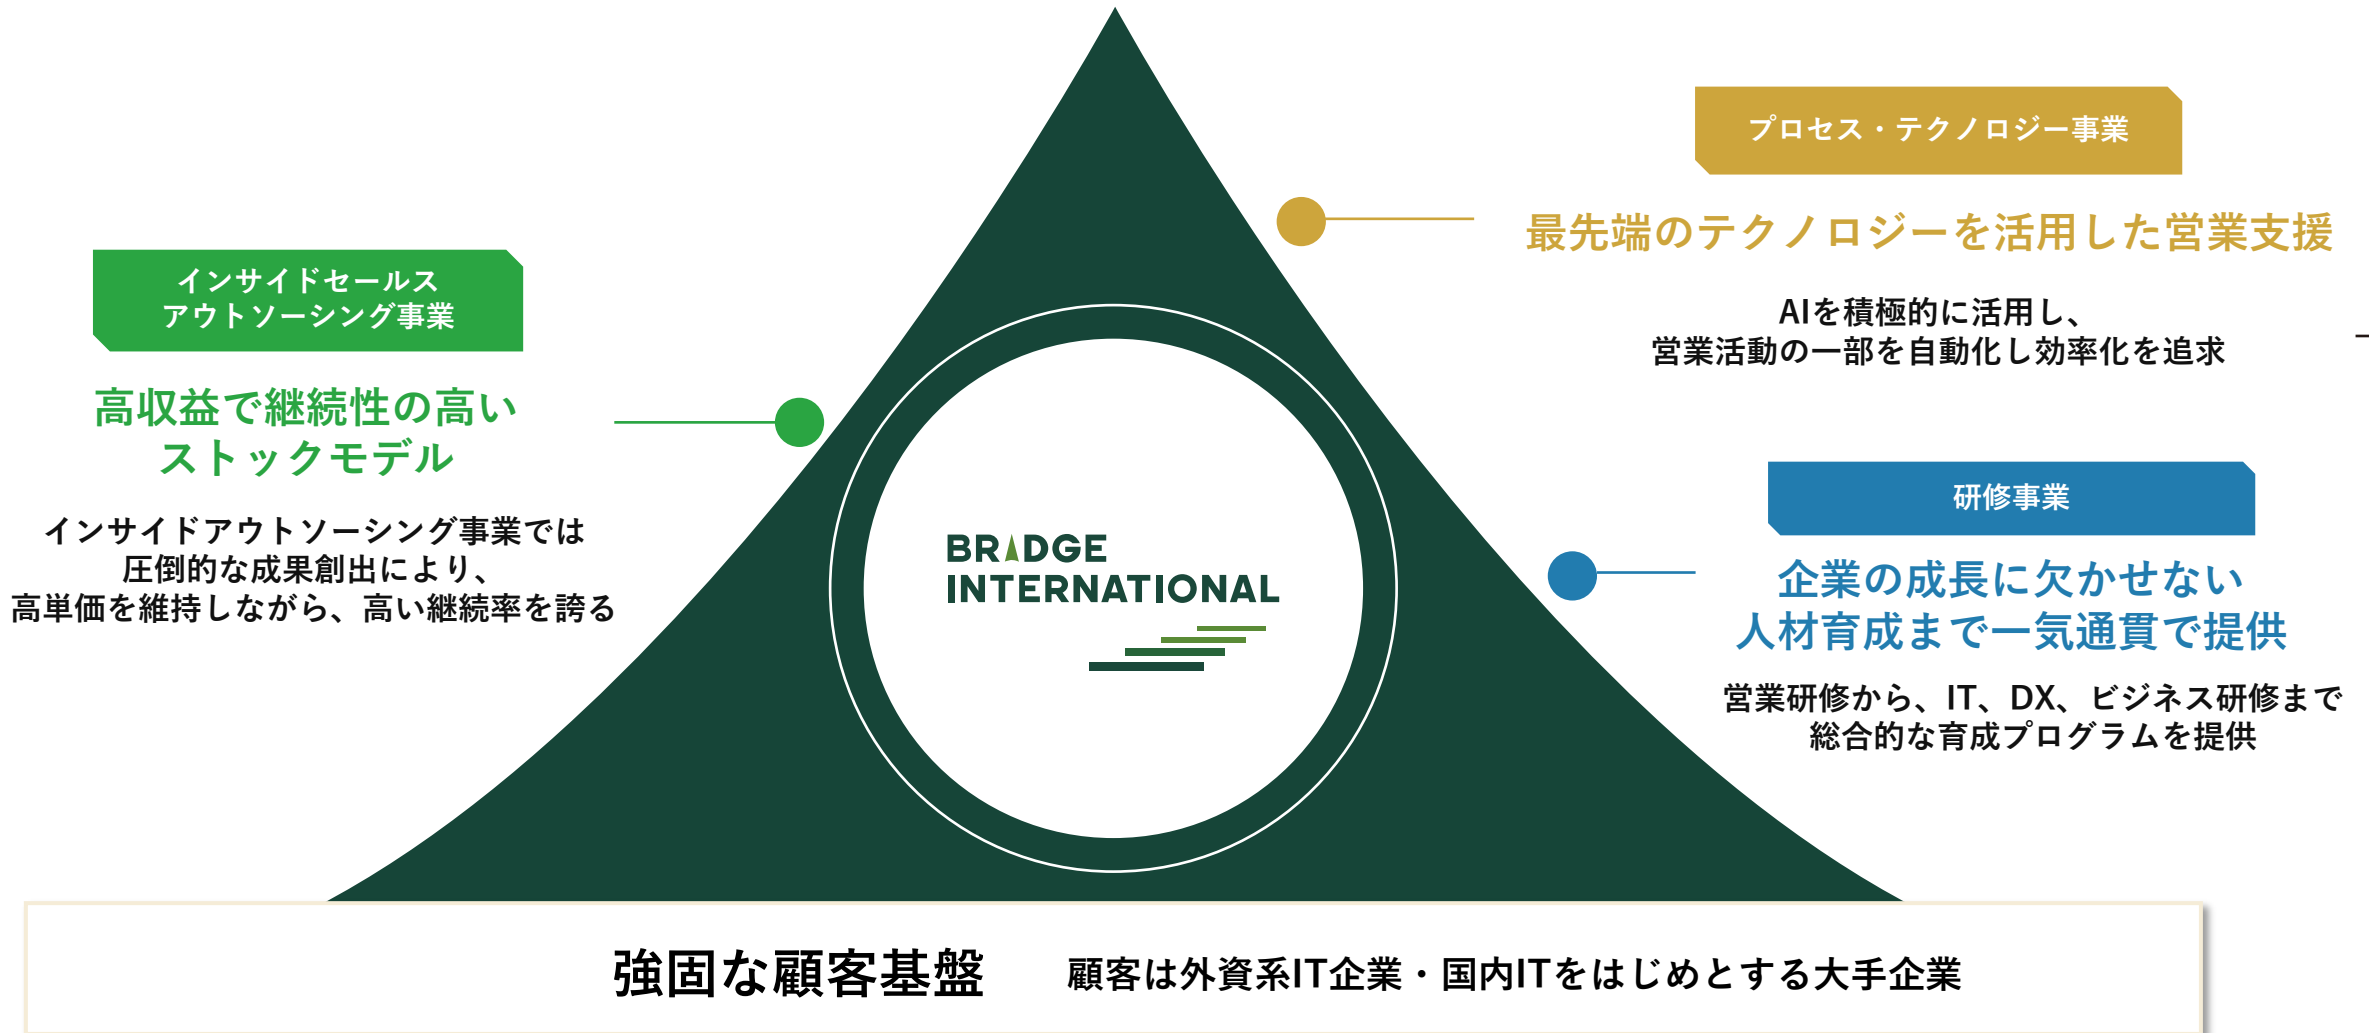 インサイドセールス
アウトソーシング事業
高収益で継続性の高い
ストックモデル
インサイドアウトソーシング事業では
圧倒的な成果創出により、
高単価を維持しながら、高い継続率を誇る
BRIDGE
INTERNATIONAL
プロセス・テクノロジー事業
最先端のテクノロジーを活用した営業支援
AIを積極的に活用し、
営業活動の一部を自動化し効率化を追求
研修事業
企業の成長に欠かせない
人材育成まで一気通貫で提供
営業研修から、IT、DX、ビジネス研修まで
総合的な育成プログラムを提供
強固な顧客基盤 顧客は外資系IT企業・国内ITをはじめとする大手企業